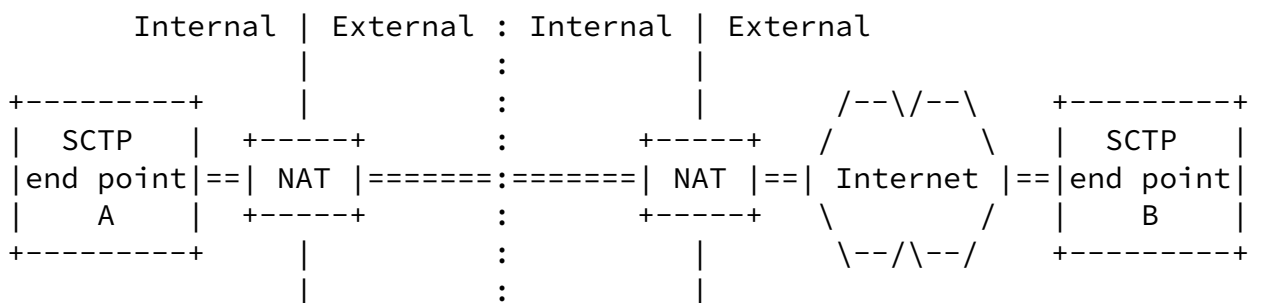 Internal | External : Internal | External
                      |         :         |
+---------+      |         :         |      /--\/--\    +---------+
|  SCTP   |  +-----+       :      +-----+  /        \   |  SCTP   |
|end point|==| NAT |=======:=======| NAT |==| Internet |==|end point|
|    A    |  +-----+       :      +-----+  \        /   |    B    |
+---------+      |         :         |      \--/\--/    +---------+
                      |         :         |